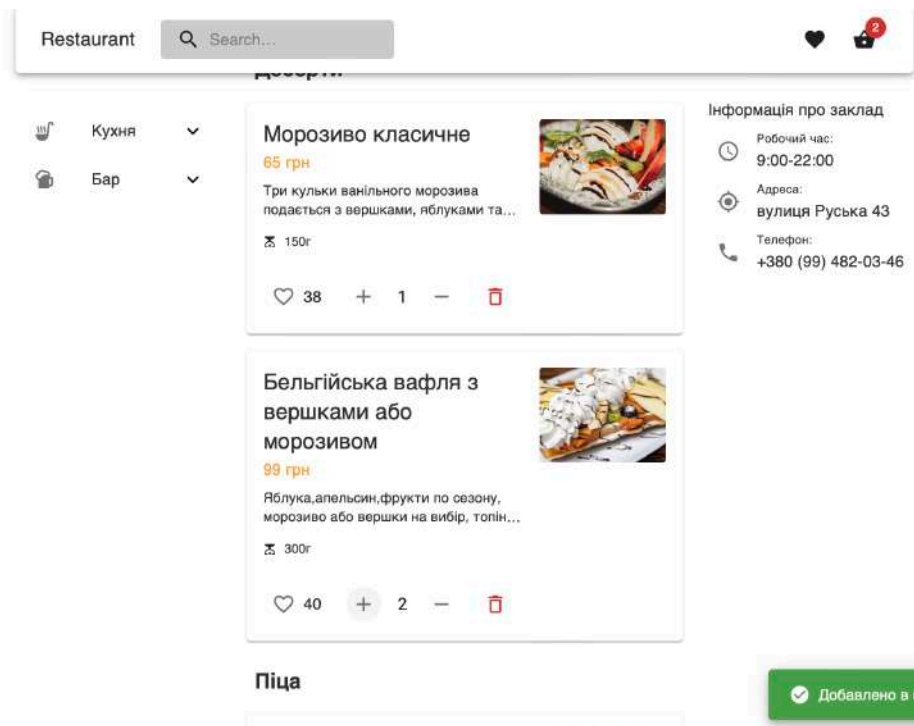 Restaurant
Search...
2
Десерти
Кухня
Бар
Морозиво класичне
65 грн
Три кульки ванільного морозива
подається з вершками, яблуками та...
150г
38
1
Бельгійська вафля з
вершками або
морозивом
99 грн
Яблука,апельсин,фрукти по сезону,
морозиво або вершки на вибір, топін...
300г
40
2
Піца
Інформація про заклад
Робочий час:
9:00-22:00
Адреса:
вулиця Руська 43
Телефон:
+380 (99) 482-03-46
Добавлено в